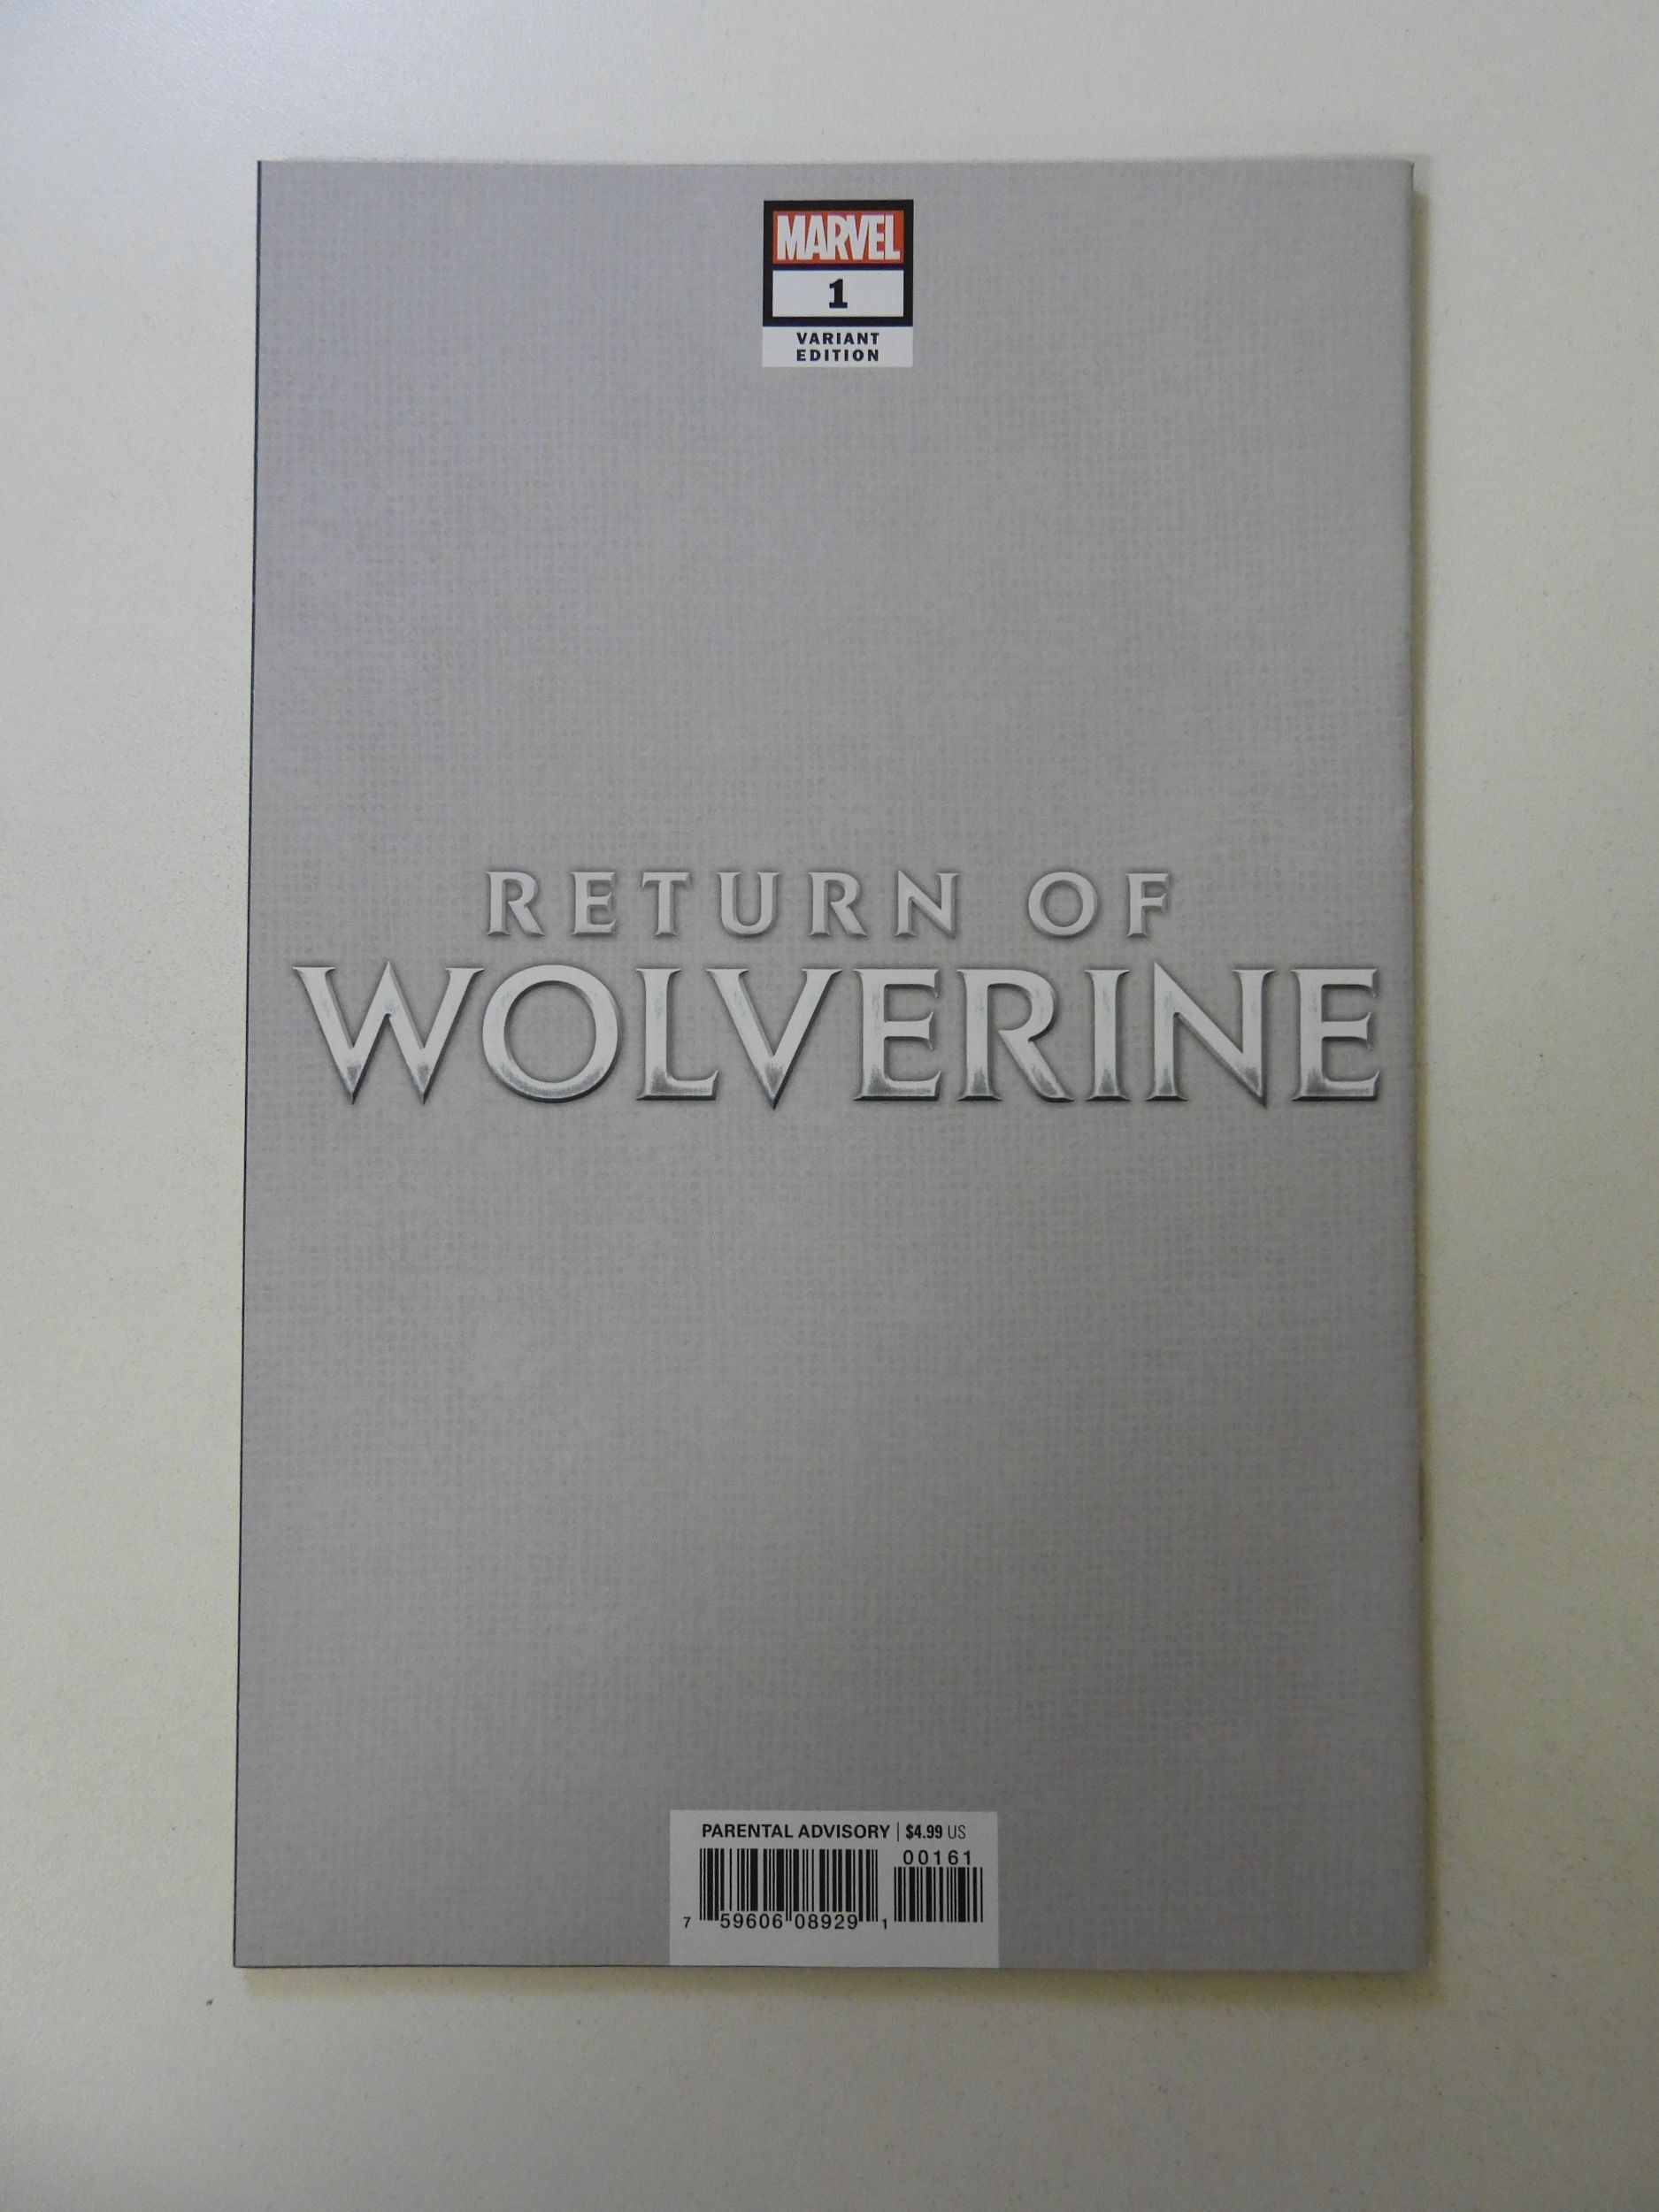 MARVEL
1
VARIANT
EDITION
RETURN OF
WOLVERINE
PARENTAL ADVISORY | $4.99 US
00161
7 59606 08929 1